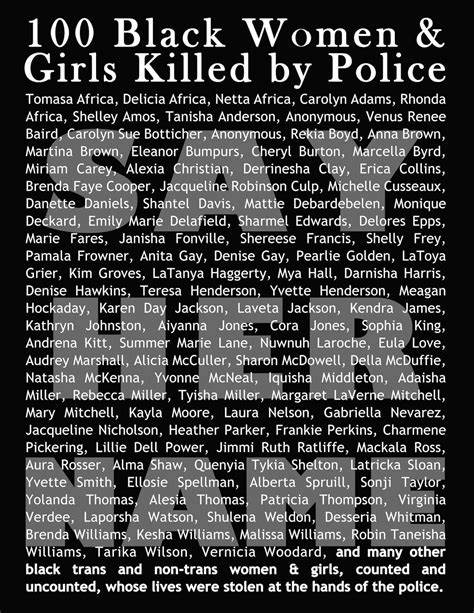 100 Black Women &
Girls Killed by Police
Tomasa Africa, Delicia Africa, Netta Africa, Carolyn Adams, Rhonda
Africa, Shelley Amos, Tanisha Anderson, Anonymous, Venus Renee
Baird, Carolyn Sue Botticher, Anonymous, Rekia Boyd, Anna Brown,
Martina Brown, Eleanor Bumpurs, Cheryl Burton, Marcella Byrd,
Miriam Carey, Alexia Christian, Derrinesha Clay, Erica Collins,
Brenda Faye Cooper, Jacqueline Robinson Culp, Michelle Cusseaux,
Danette Daniels, Shantel Davis, Mattie Debardebelen, Monique
Deckard, Emily Marie Delafield, Sharmel Edwards, Delores Epps,
Marie Fares, Janisha Fonville, Shereese Francis, Shelly Frey,
Pamala Frowner, Anita Gay, Denise Gay, Pearlie Golden, LaToya
Grier, Kim Groves, LaTanya Haggerty, Mya Hall, Darnisha Harris,
Denise Hawkins, Teresa Henderson, Yvette Henderson, Meagan
Hockaday, Karen Day Jackson, Laveta Jackson, Kendra James,
Kathryn Johnston, Aiyanna Jones, Cora Jones, Sophia King,
Andrena Kitt, Summer Marie Lane, Nuwnuh Laroche, Eula Love,
Audrey Marshall, Alicia McCuller, Sharon McDowell, Della McDuffie,
Natasha McKenna, Yvonne McNeal, Iquisha Middleton, Adaisha
Miller, Rebecca Miller, Tyisha Miller, Margaret LaVerne Mitchell,
Mary Mitchell, Kayla Moore, Laura Nelson, Gabriella Nevarez,
Jacqueline Nicholson, Heather Parker, Frankie Perkins, Charmene
Pickering, Lillie Dell Power, Jimmi Ruth Ratliffe, Mackala Ross,
Aura Rosser, Alma Shaw, Quenyia Tykia Shelton, Latricka Sloan,
Yvette Smith, Ellosie Spellman, Alberta Spruill, Sonji Taylor,
Yolanda Thomas, Alesia Thomas, Patricia Thompson, Virginia
Verdee, Laporsha Watson, Shulena Weldon, Desseria Whitman,
Brenda Williams, Kesha Williams, Malissa Williams, Robin Taneisha
Williams, Tarika Wilson, Vernicia Woodard, and many other
black trans and non-trans women & girls, counted and
uncounted, whose lives were stolen at the hands of the police.
SAY
HER
NAME